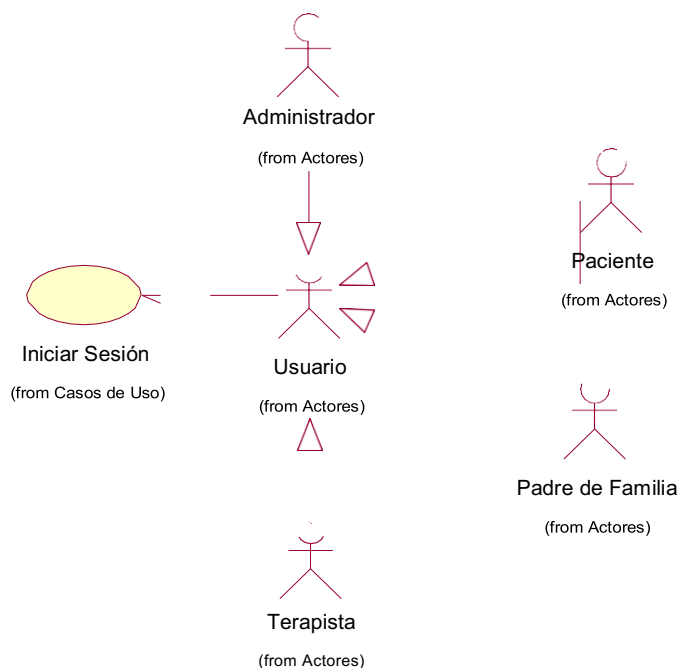 Administrador
(from Actores)
Paciente
(from Actores)
Iniciar Sesión
(from Casos de Uso)
Usuario
(from Actores)
Padre de Familia
(from Actores)
Terapista
(from Actores)